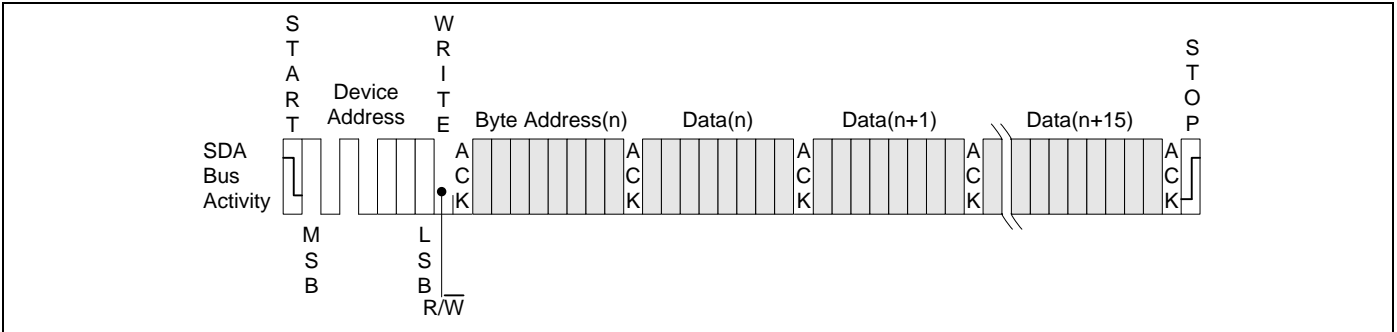 START
WRITE
STOP
Device
Address
Byte Address(n)
Data(n)
Data(n+1)
Data(n+15)
SDA
Bus
Activity
ACK
ACK
ACK
ACK
ACK
MSB
LSB
R/W̅